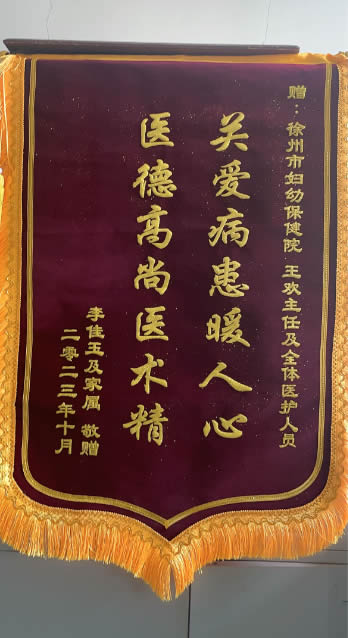 赠：徐州市妇幼保健院 王欢主任及全体医护人员
关爱病患暖人心
医德高尚医术精
李佳玉及家属 敬赠
二零二三年十月